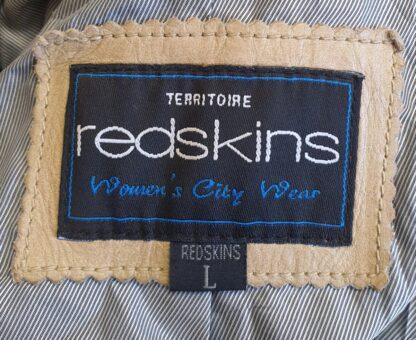 TERRITOIRE
redskins
Women's City Wear
REDSKINS
L